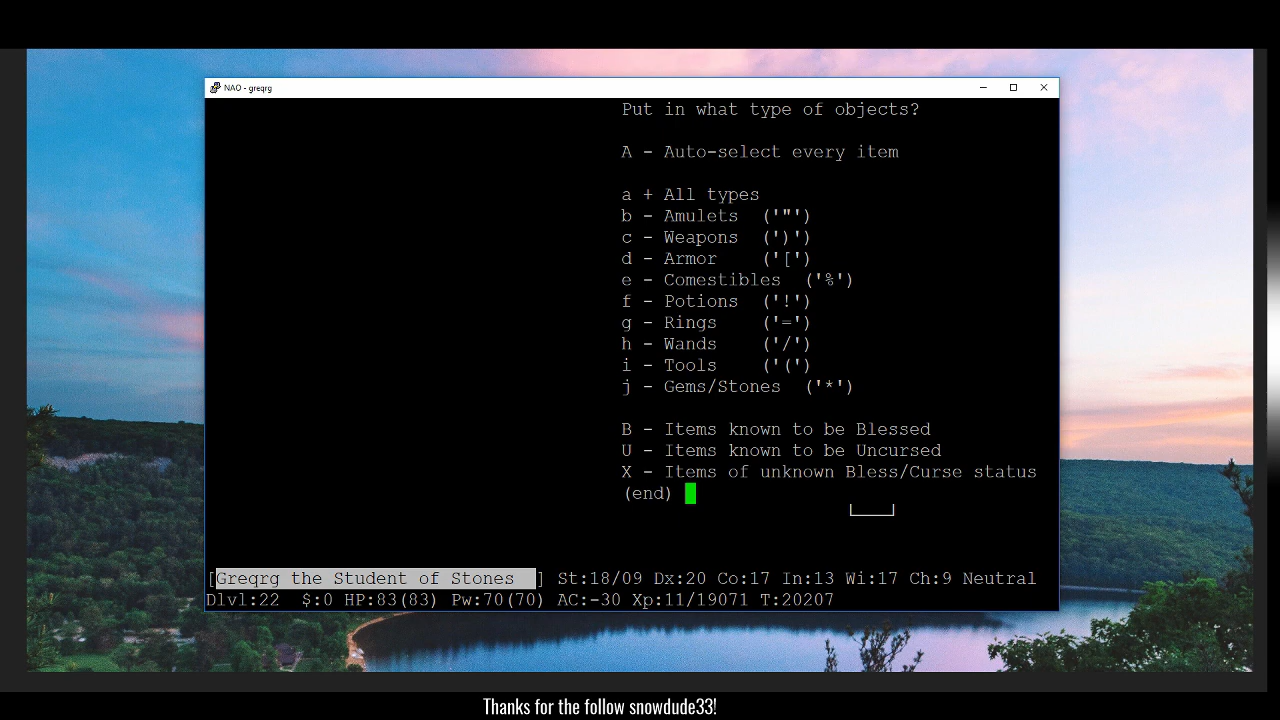 NAO - greqrg
Put in what type of objects?
A - Auto-select every item
a + All types
b - Amulets ('"')
c - Weapons (')')
d - Armor ('[')
e - Comestibles ('%')
f - Potions ('!')
g - Rings ('=')
h - Wands ('/')
i - Tools ('(')
j - Gems/Stones ('*')
B - Items known to be Blessed
U - Items known to be Uncursed
X - Items of unknown Bless/Curse status
(end)
[Greqrg the Student of Stones ] St:18/09 Dx:20 Co:17 In:13 Wi:17 Ch:9 Neutral
Dlvl:22 $:0 HP:83(83) Pw:70(70) AC:-30 Xp:11/19071 T:20207
Thanks for the follow snowdude33!